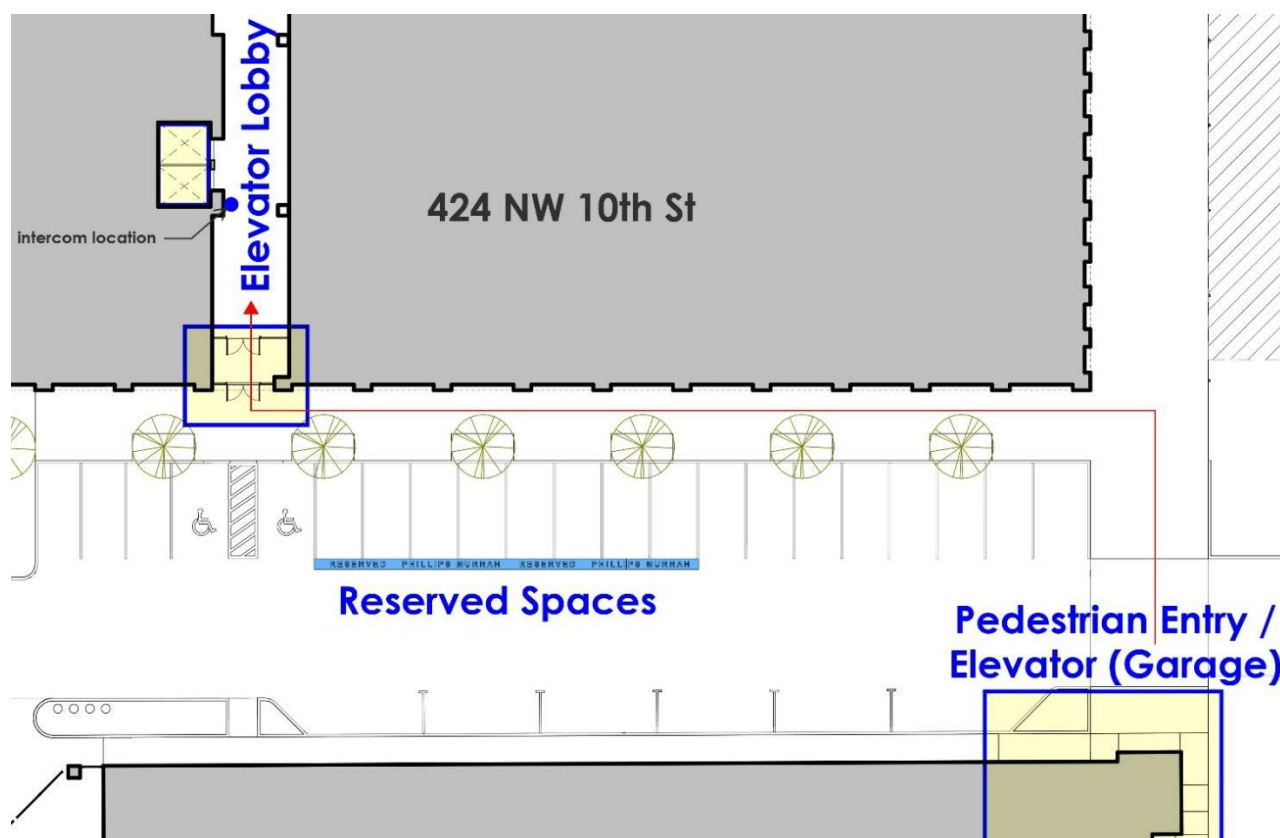 Elevator Lobby
424 NW 10th St
intercom location
RESERVED PHILLIPS MURRAH RESERVED PHILLIPS MURRAH
Reserved Spaces
Pedestrian Entry /
Elevator (Garage)